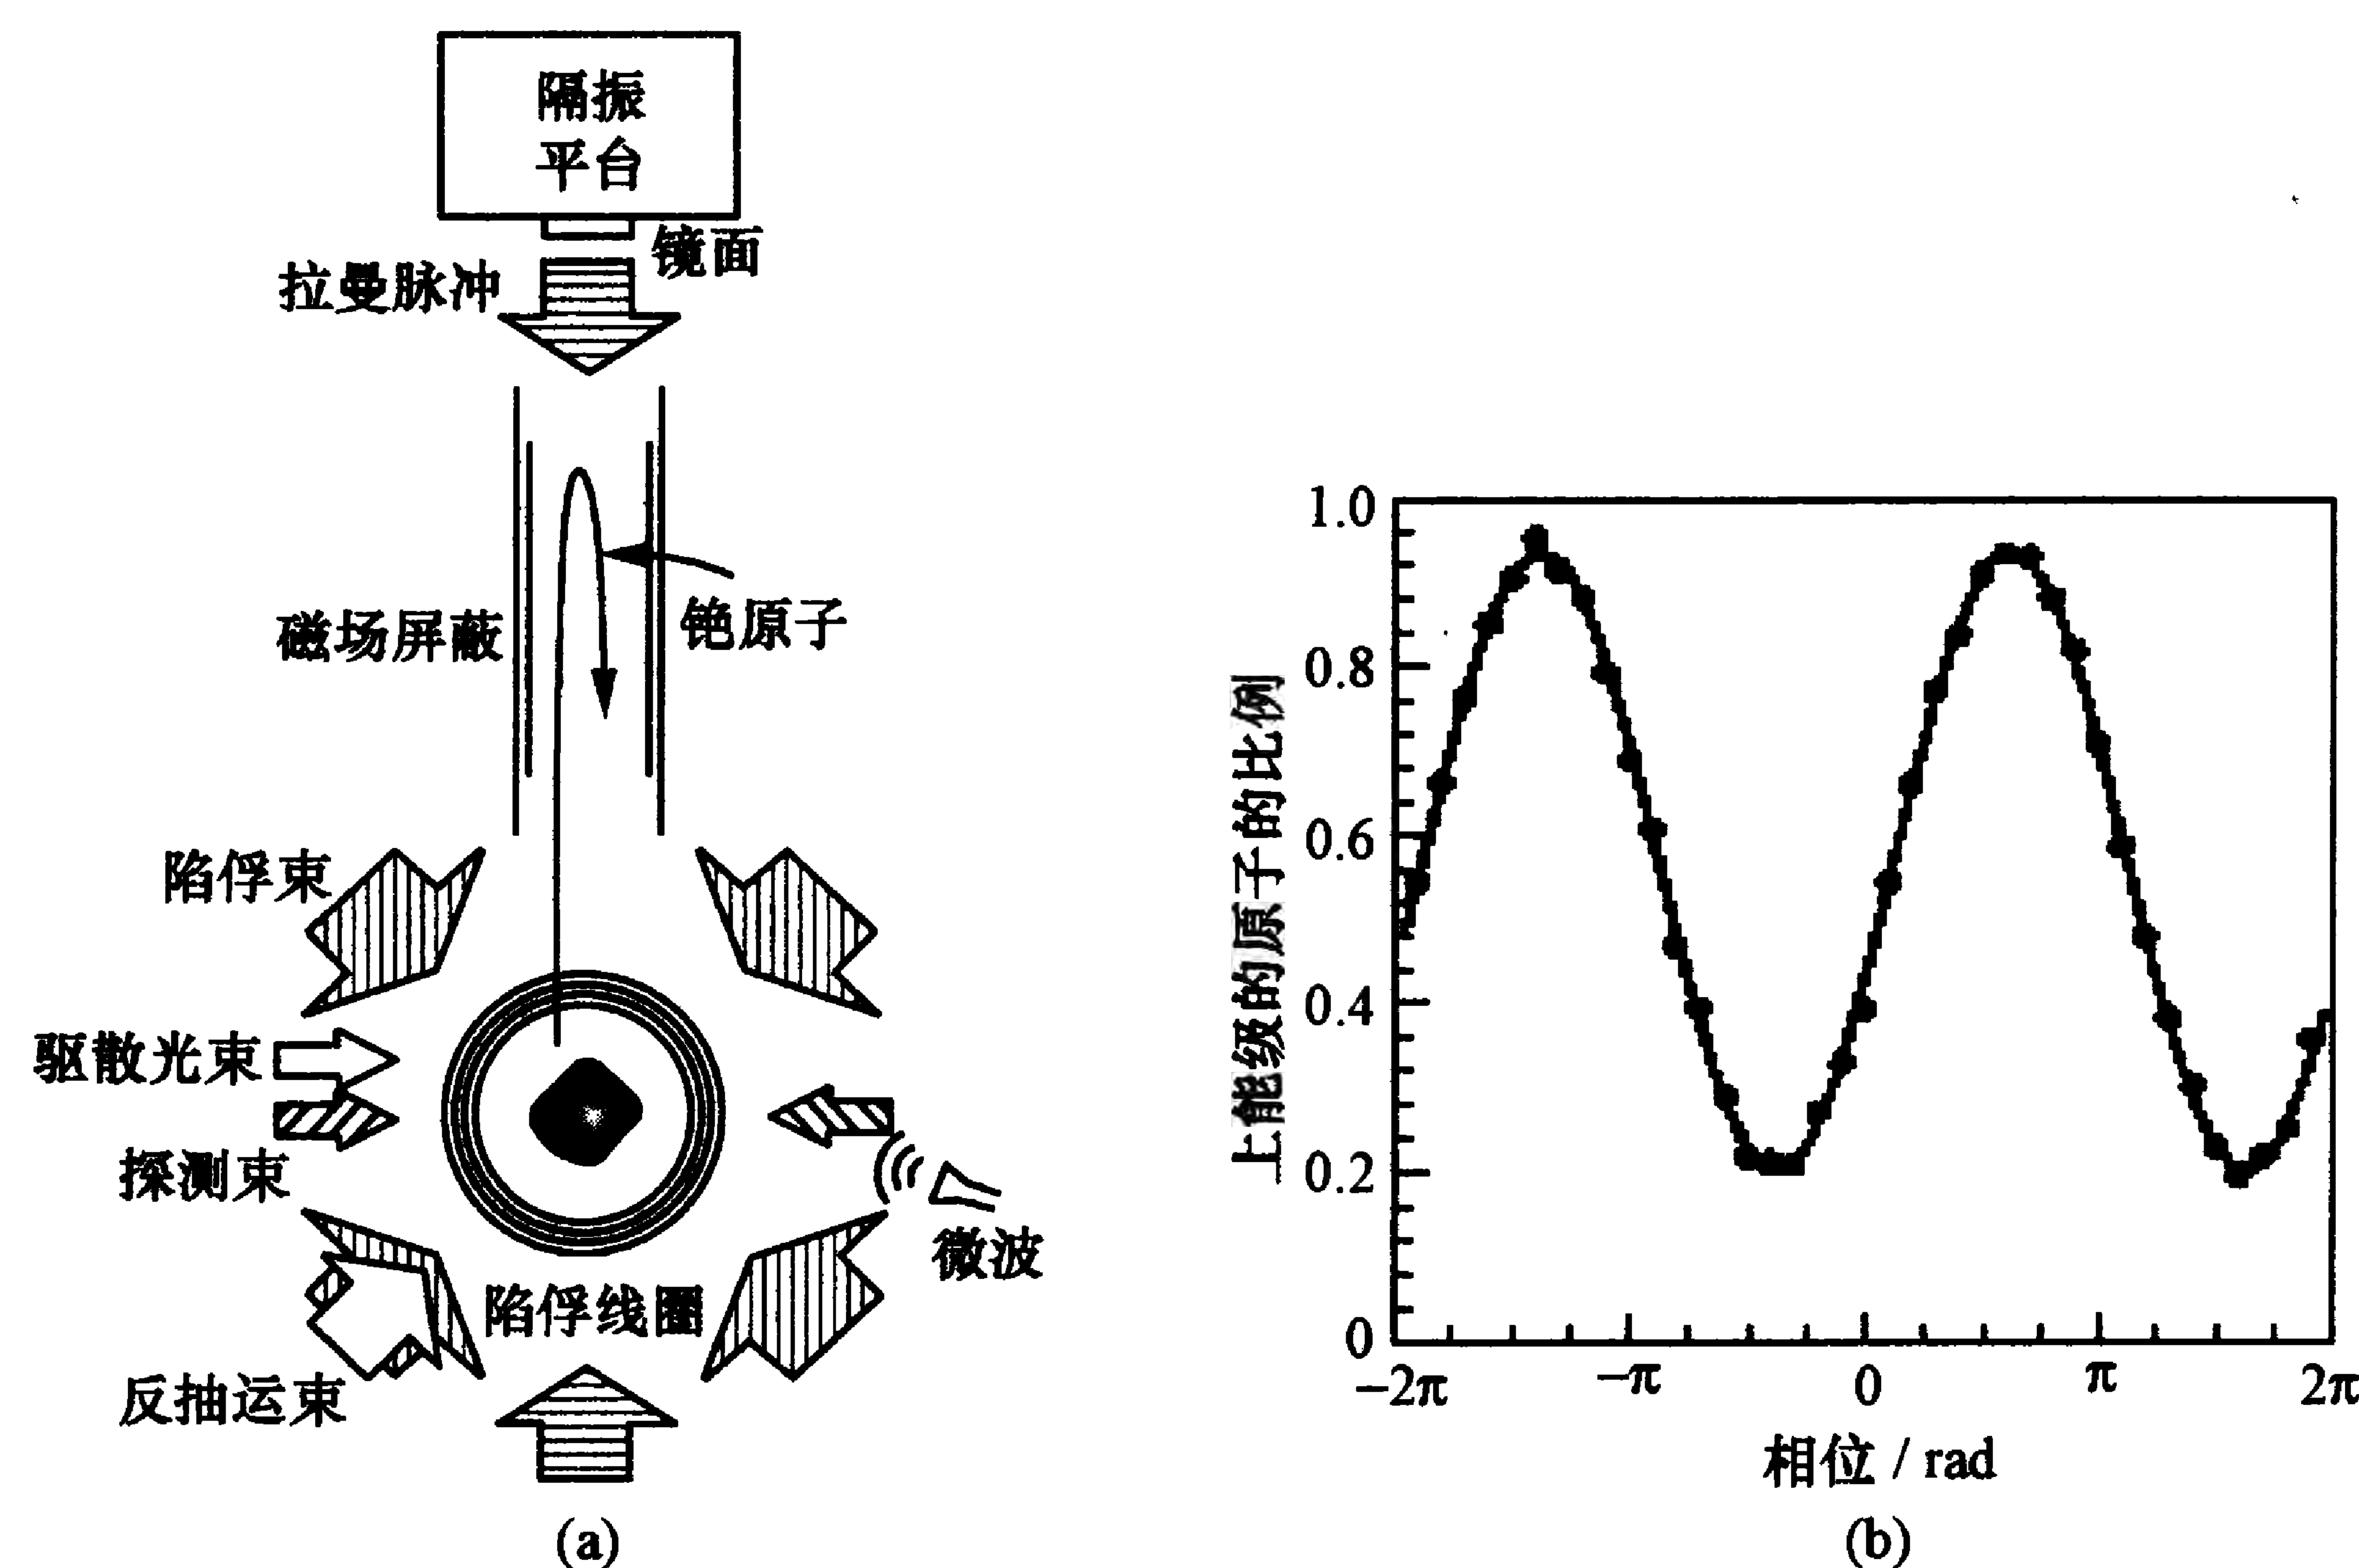 隔振
平台
镜面
拉曼脉冲
磁场屏蔽
铯原子
陷俘束
驱散光束
探测束
微波
陷俘线圈
反抽运束
(a)
上能级的原子的比例
1.0
0.8
0.6
0.4
0.2
0
−2π
−π
0
π
2π
相位 / rad
(b)